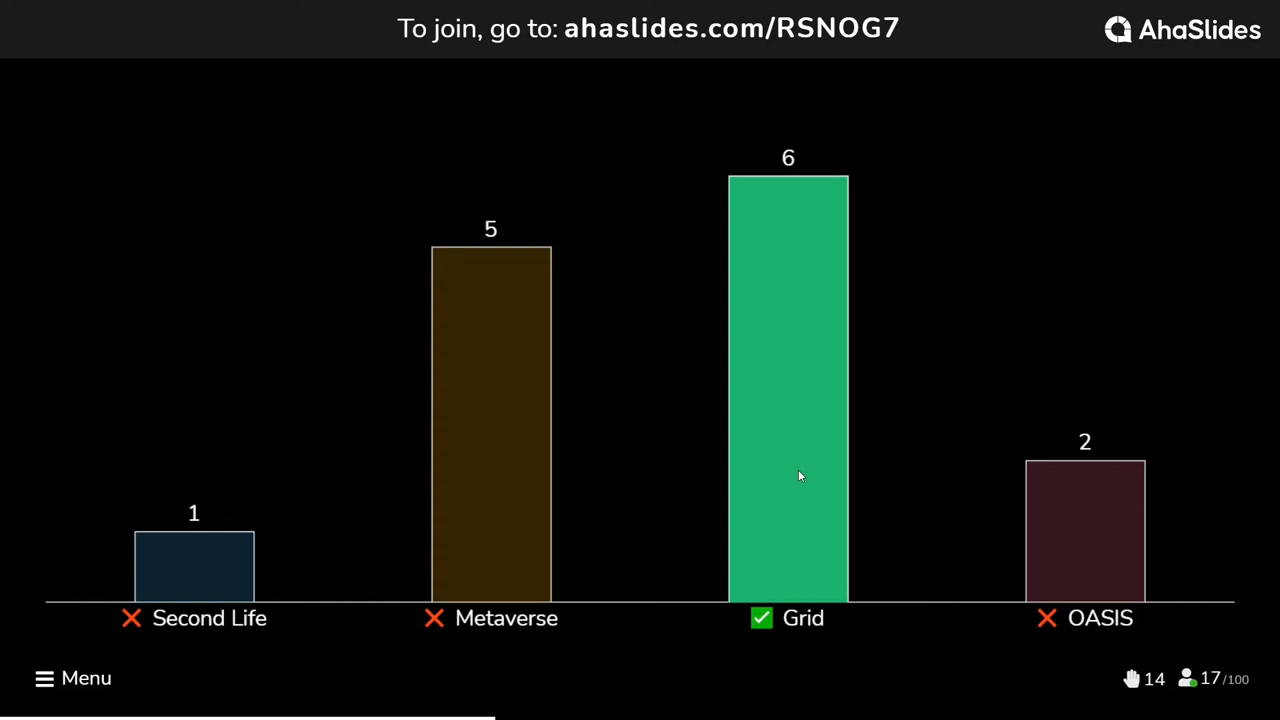 To join, go to: ahaslides.com/RSNOG7
AhaSlides
6
5
2
1
❌ Second Life
❌ Metaverse
✅ Grid
❌ OASIS
Menu
14
17/100